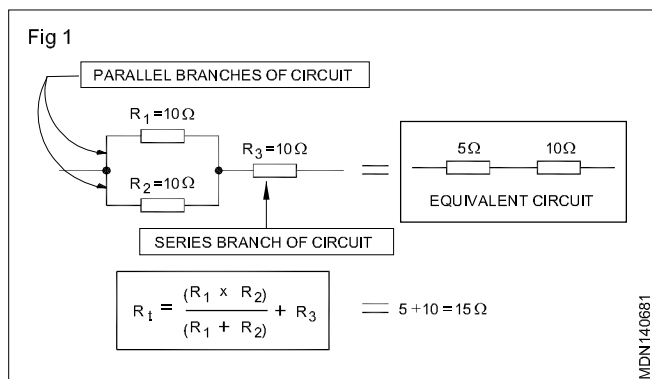 Fig 1
PARALLEL BRANCHES OF CIRCUIT
R1=10Ω
R2=10Ω
R3=10Ω
=
5Ω 10Ω
EQUIVALENT CIRCUIT
SERIES BRANCH OF CIRCUIT
Rt = (R1 x R2) / (R1 + R2) + R3 = 5+10=15Ω
MDN140681